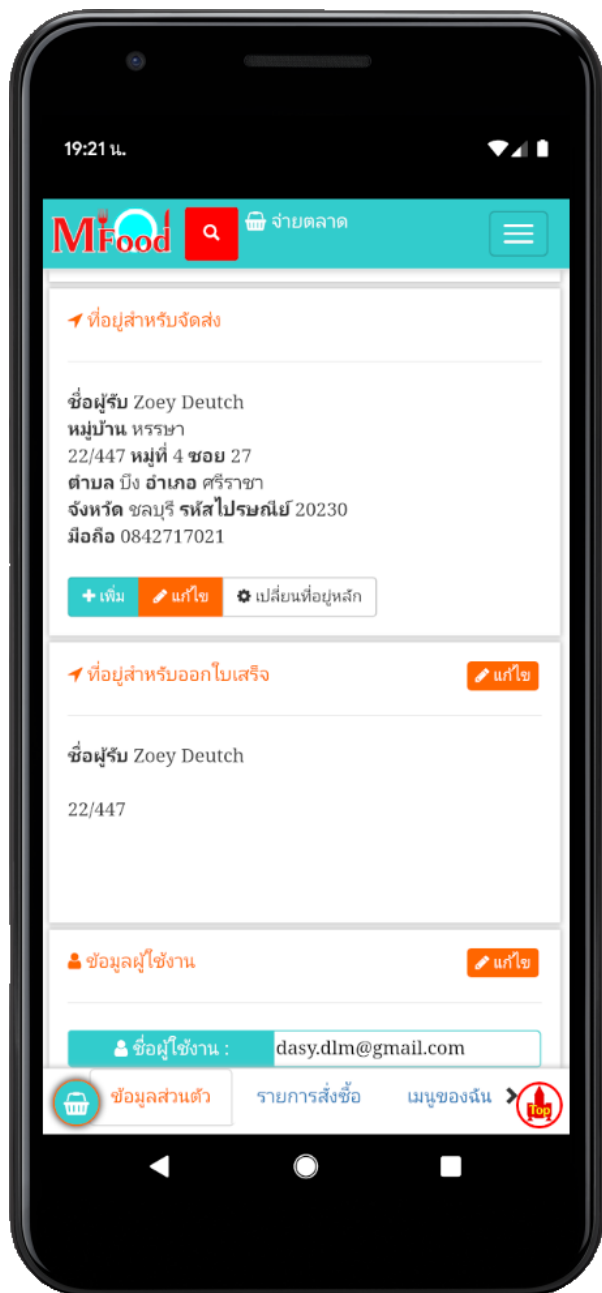 19:21 น.
MFood
จ่ายตลาด
ที่อยู่สำหรับจัดส่ง
ชื่อผู้รับ Zoey Deutch
หมู่บ้าน หรรษา
22/447 หมู่ที่ 4 ซอย 27
ตำบล บึง อำเภอ ศรีราชา
จังหวัด ชลบุรี รหัสไปรษณีย์ 20230
มือถือ 0842717021
เพิ่ม แก้ไข เปลี่ยนที่อยู่หลัก
ที่อยู่สำหรับออกใบเสร็จ แก้ไข
ชื่อผู้รับ Zoey Deutch
22/447
ข้อมูลผู้ใช้งาน แก้ไข
ชื่อผู้ใช้งาน : dasy.dlm@gmail.com
ข้อมูลส่วนตัว รายการสั่งซื้อ เมนูของฉัน Top